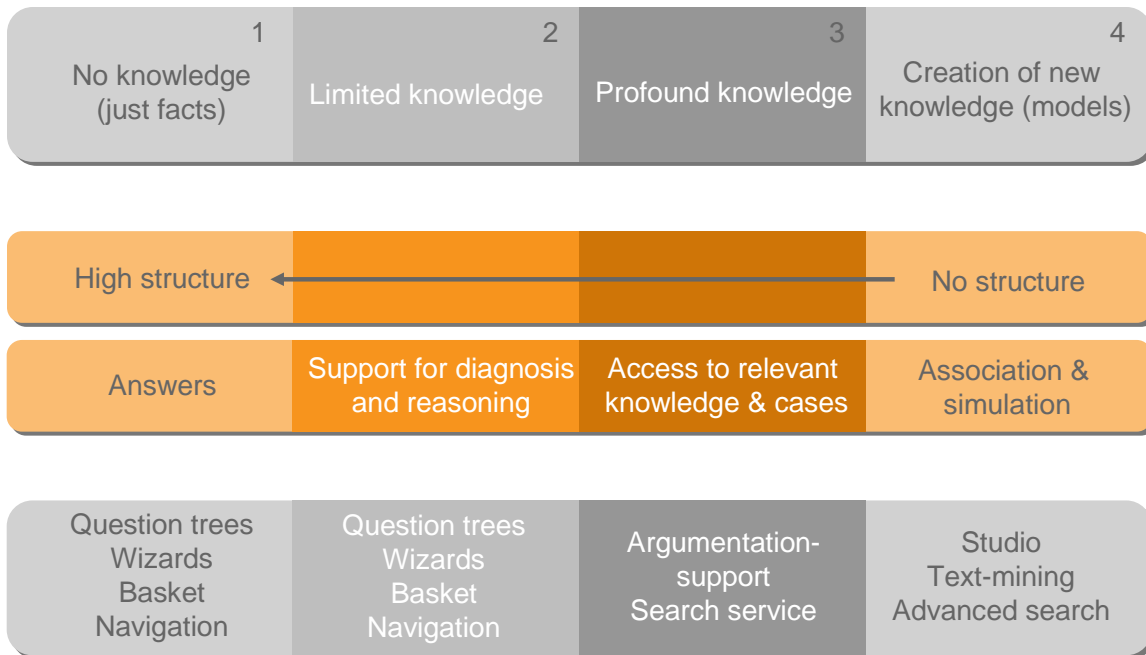 1
No knowledge
(just facts)
2
Limited knowledge
3
Profound knowledge
4
Creation of new
knowledge (models)
High structure
No structure
Answers
Support for diagnosis
and reasoning
Access to relevant
knowledge & cases
Association &
simulation
Question trees
Wizards
Basket
Navigation
Question trees
Wizards
Basket
Navigation
Argumentation-
support
Search service
Studio
Text-mining
Advanced search